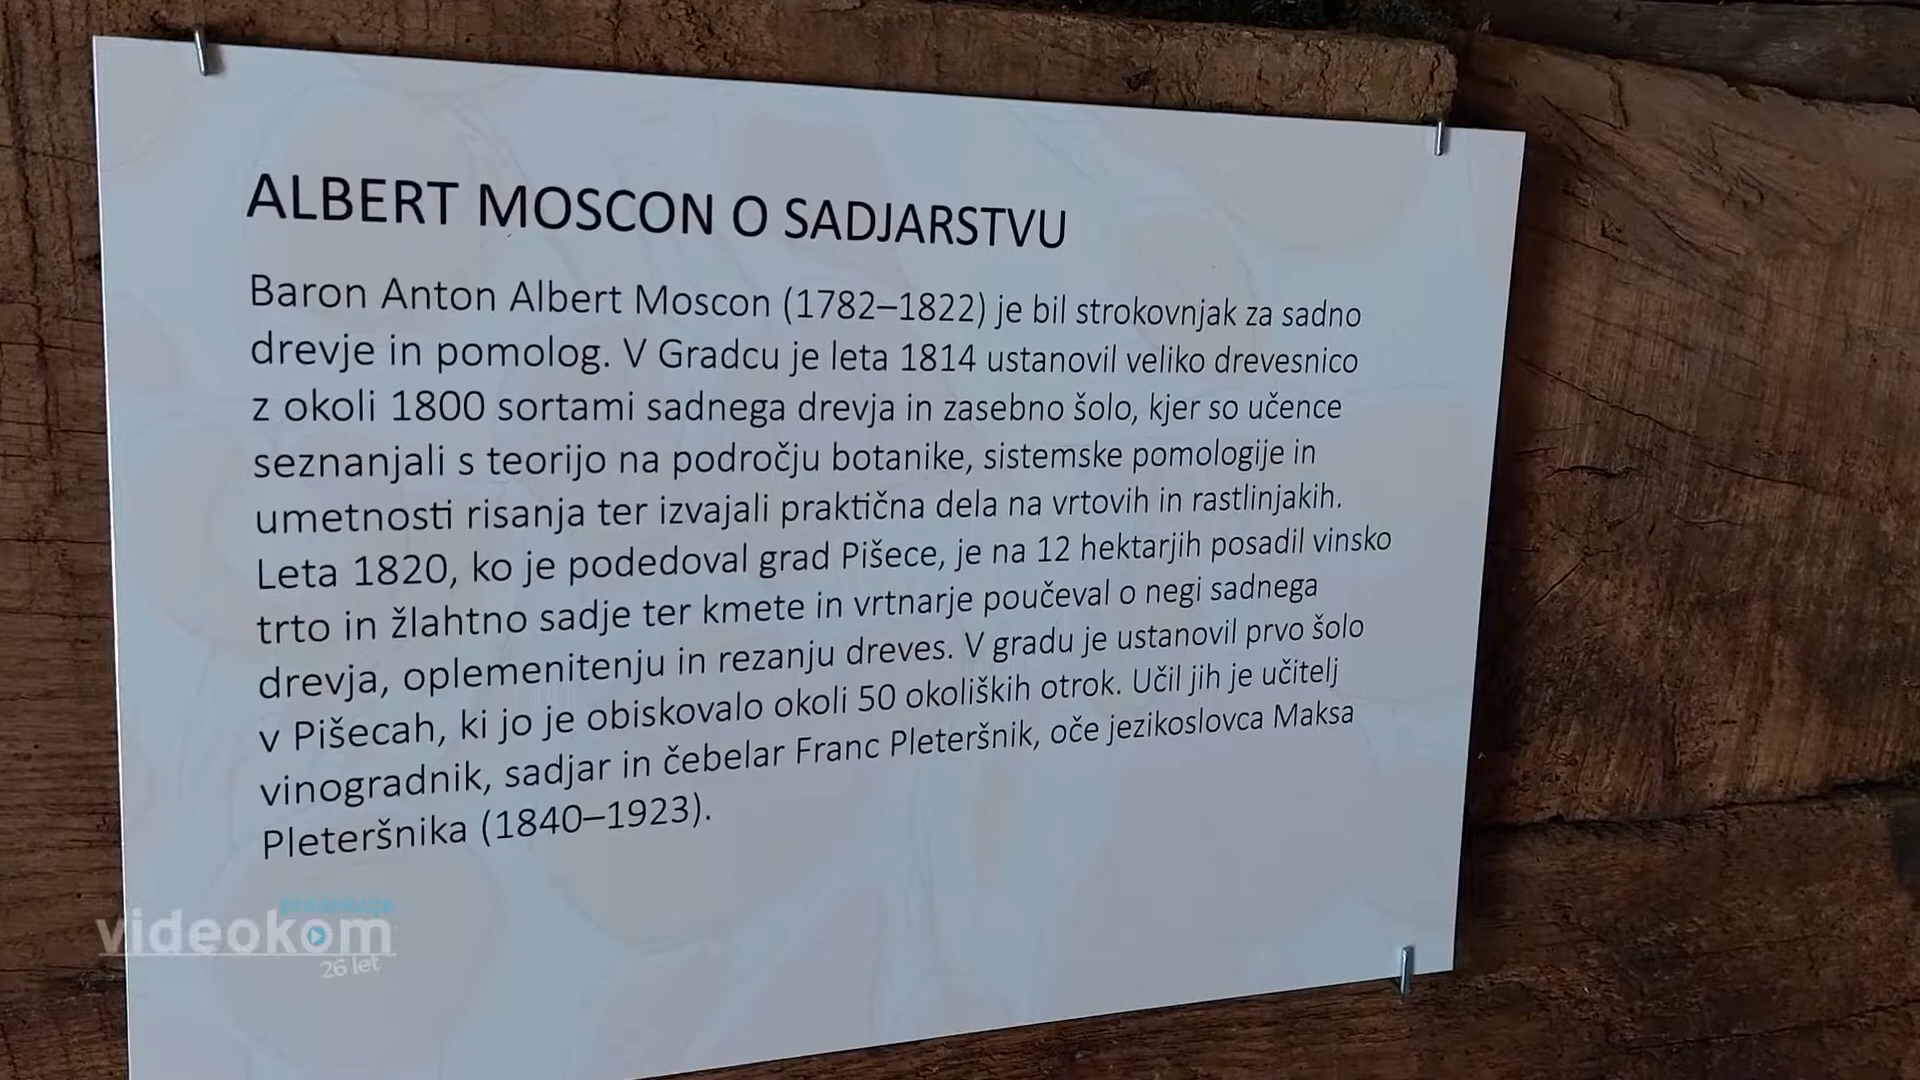 ALBERT MOSCON O SADJARSTVU
Baron Anton Albert Moscon (1782–1822) je bil strokovnjak za sadno
drevje in pomolog. V Gradcu je leta 1814 ustanovil veliko drevesnico
z okoli 1800 sortami sadnega drevja in zasebno šolo, kjer so učence
seznanjali s teorijo na področju botanike, sistemske pomologije in
umetnosti risanja ter izvajali praktična dela na vrtovih in rastlinjakih.
Leta 1820, ko je podedoval grad Pišece, je na 12 hektarjih posadil vinsko
trto in žlahtno sadje ter kmete in vrtnarje poučeval o negi sadnega
drevja, oplemenitenju in rezanju dreves. V gradu je ustanovil prvo šolo
v Pišecah, ki jo je obiskovalo okoli 50 okoliških otrok. Učil jih je učitelj
vinogradnik, sadjar in čebelar Franc Pleteršnik, oče jezikoslovca Maksa
Pleteršnika (1840–1923).
produkcija
videokom
26 let